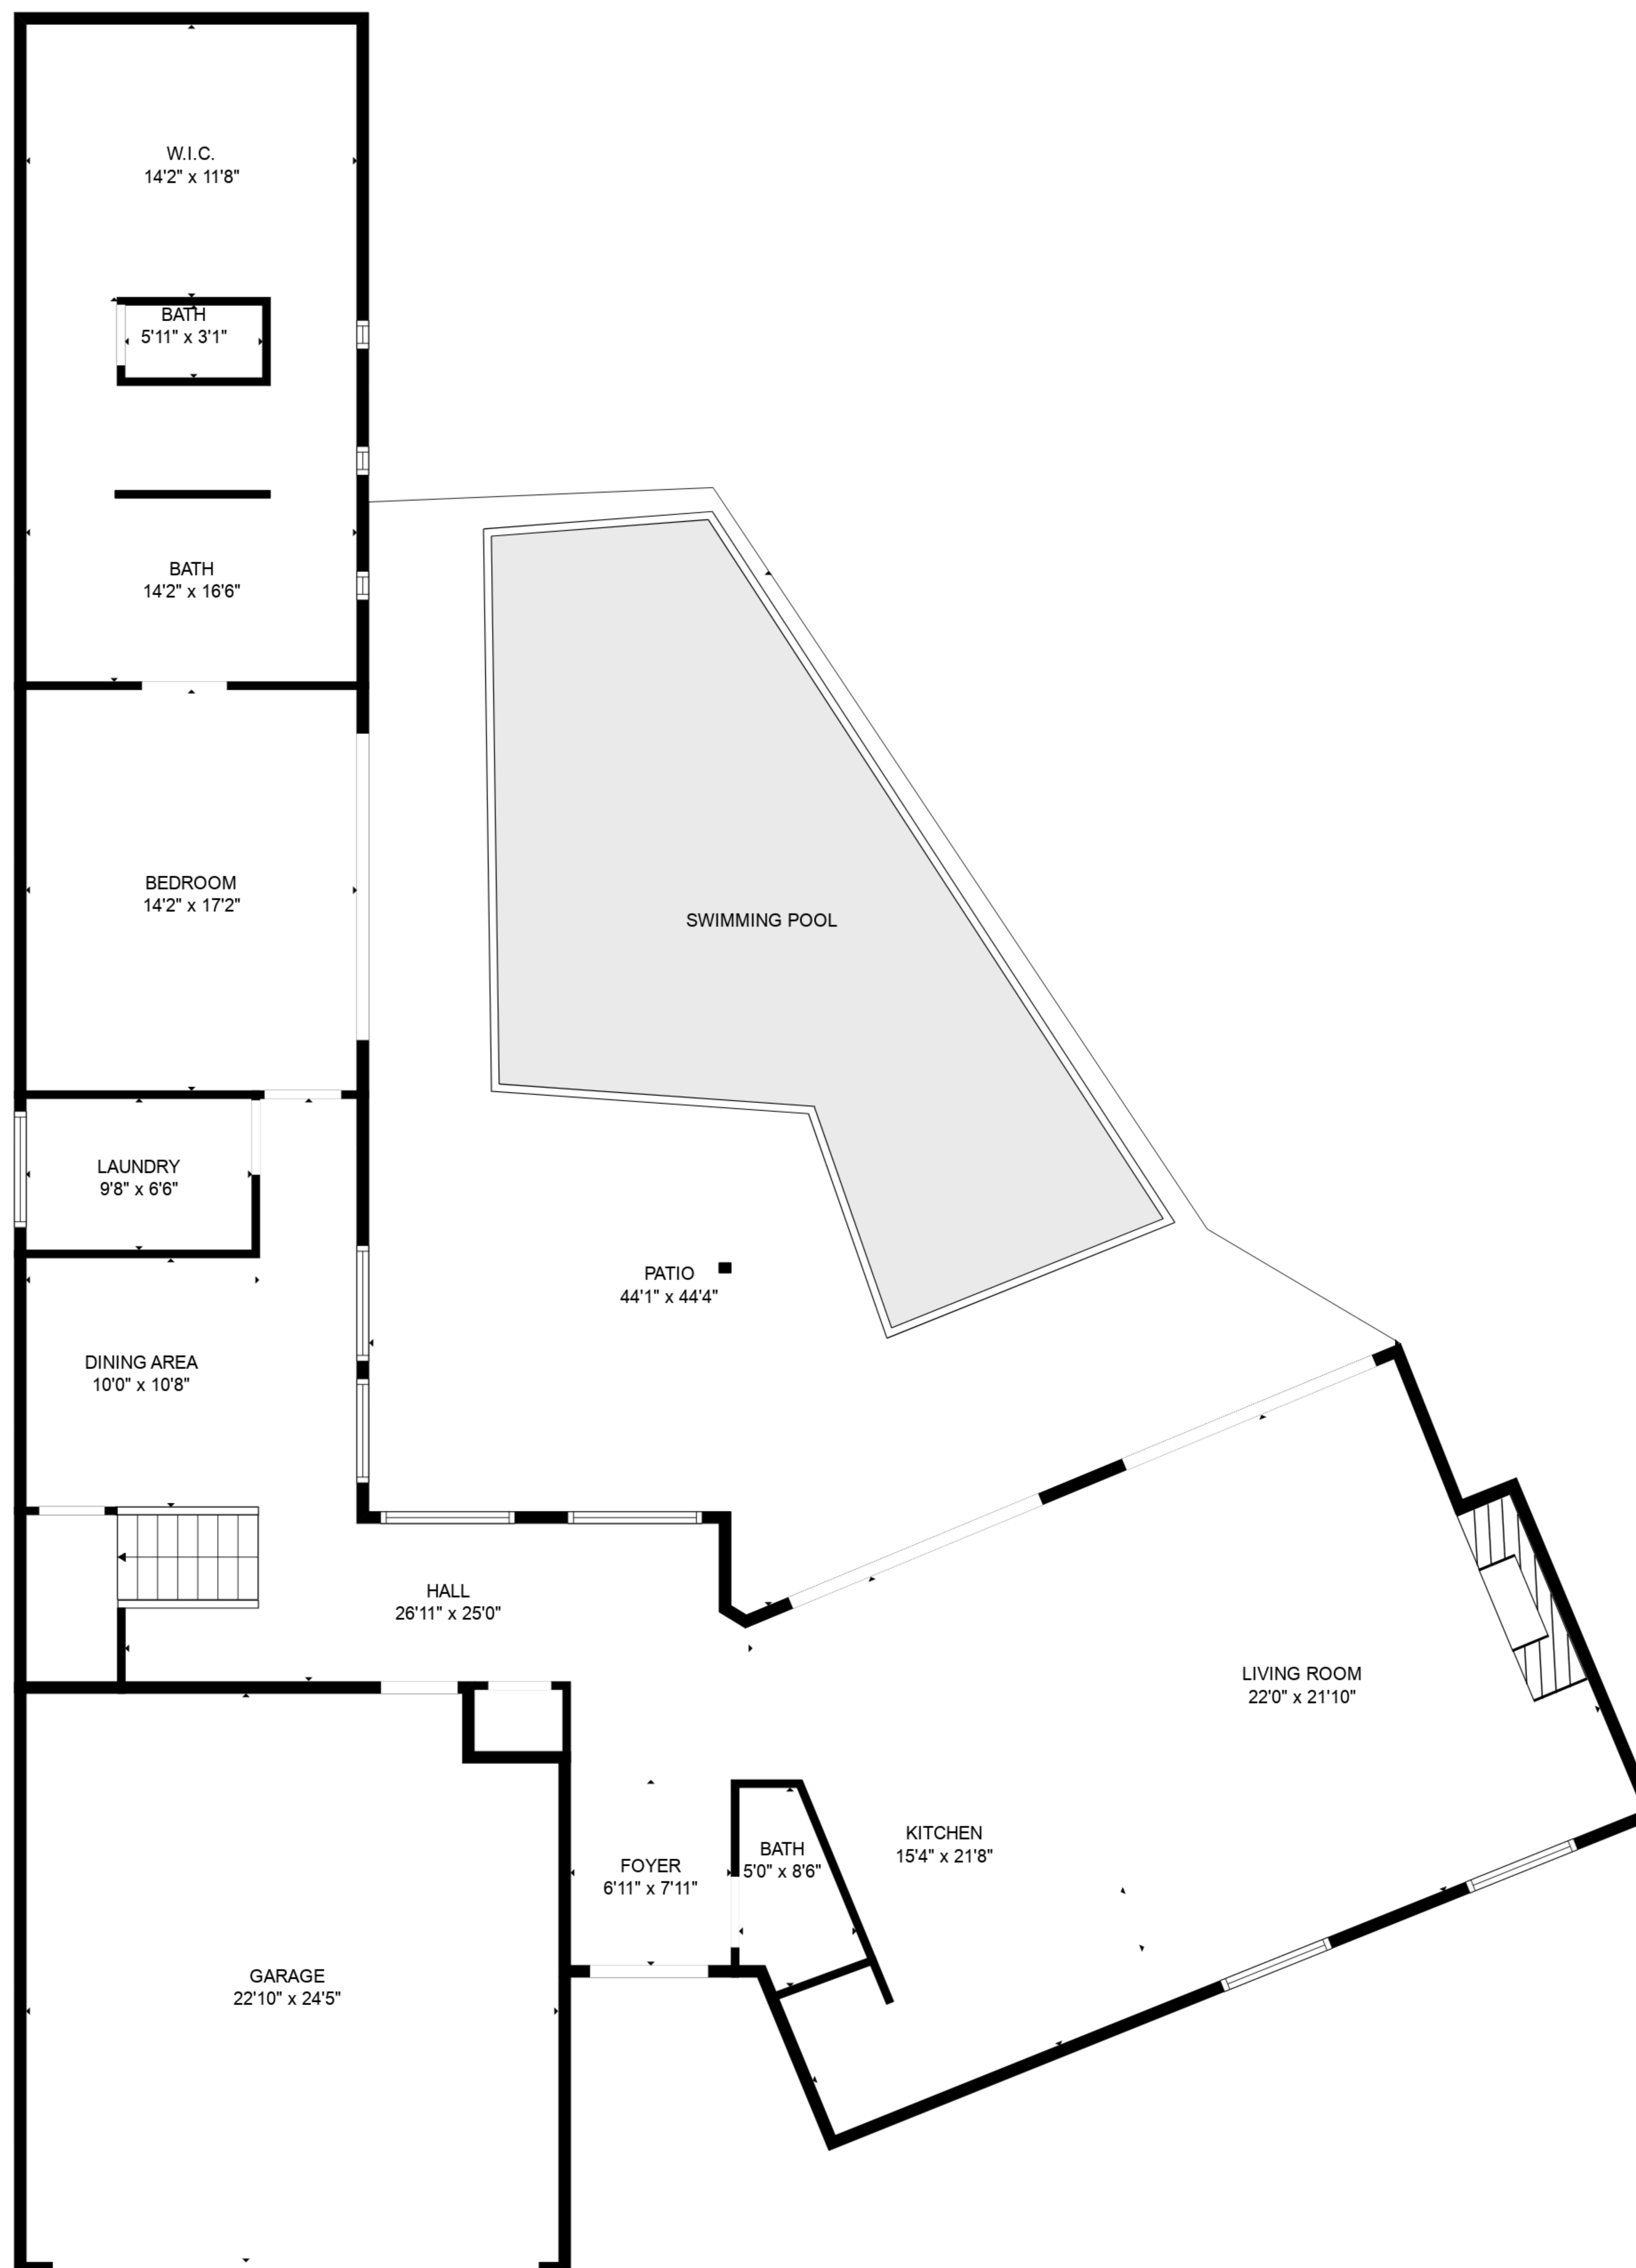 W.I.C.
14'2" x 11'8"
BATH
5'11" x 3'1"
BATH
14'2" x 16'6"
BEDROOM
14'2" x 17'2"
SWIMMING POOL
LAUNDRY
9'8" x 6'6"
PATIO
44'1" x 44'4"
DINING AREA
10'0" x 10'8"
HALL
26'11" x 25'0"
LIVING ROOM
22'0" x 21'10"
KITCHEN
15'4" x 21'8"
BATH
5'0" x 8'6"
FOYER
6'11" x 7'11"
GARAGE
22'10" x 24'5"